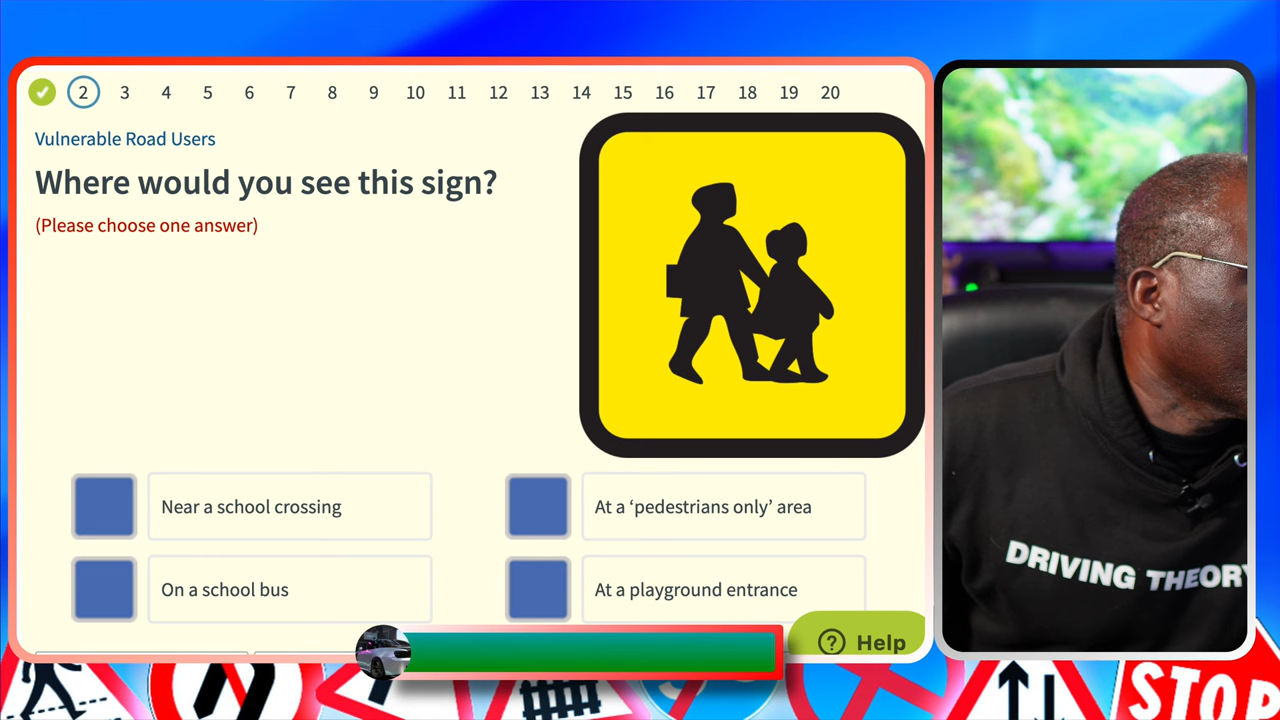 2 3 4 5 6 7 8 9 10 11 12 13 14 15 16 17 18 19 20
Vulnerable Road Users
Where would you see this sign?
(Please choose one answer)
Near a school crossing
At a ‘pedestrians only’ area
On a school bus
At a playground entrance
? Help
DRIVING THEORY
STOP